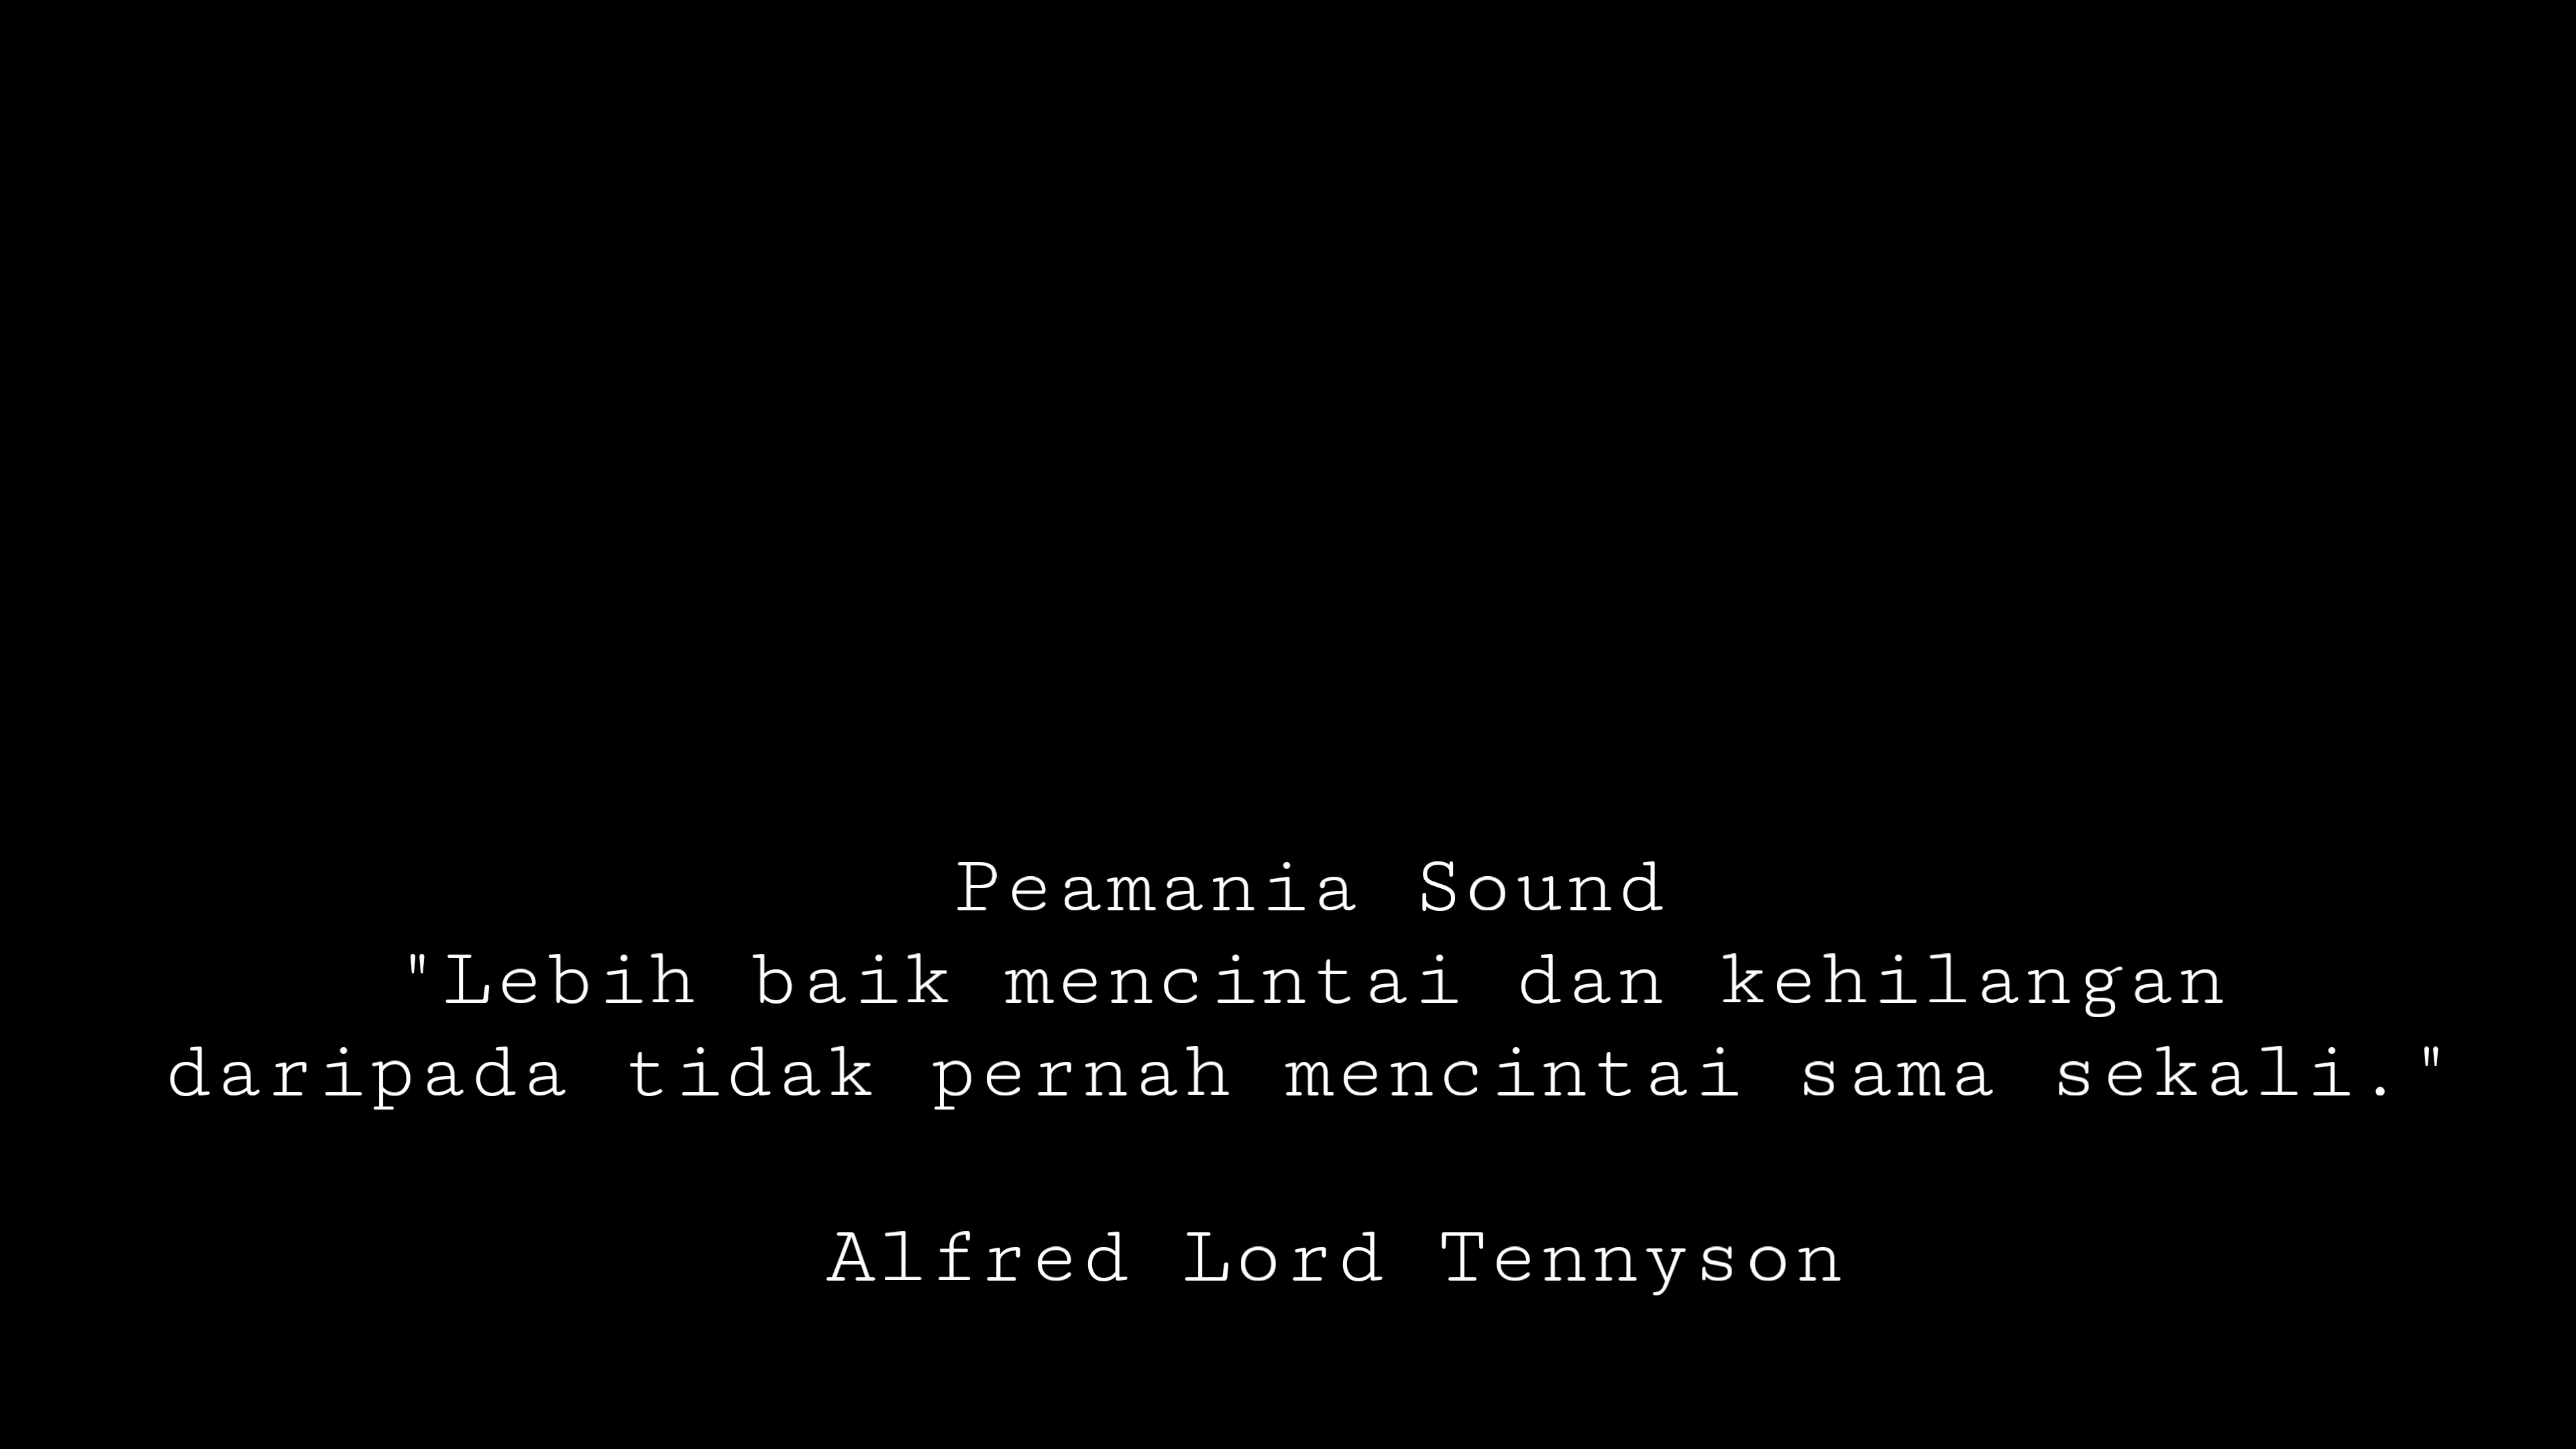 Peamania Sound
"Lebih baik mencintai dan kehilangan
daripada tidak pernah mencintai sama sekali."
Alfred Lord Tennyson